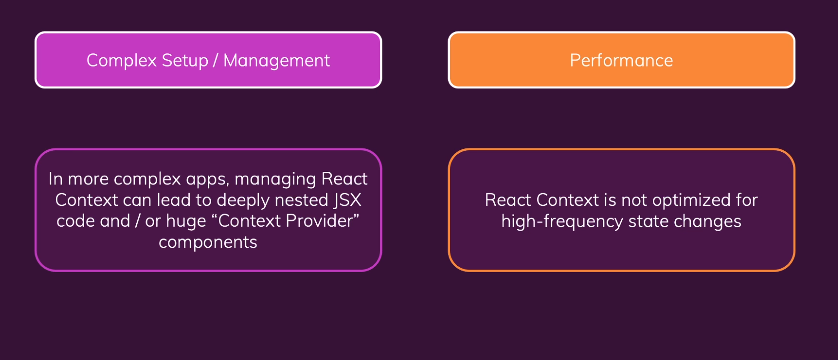 Complex Setup / Management
Performance
In more complex apps, managing React
Context can lead to deeply nested JSX
code and / or huge “Context Provider”
components
React Context is not optimized for
high-frequency state changes